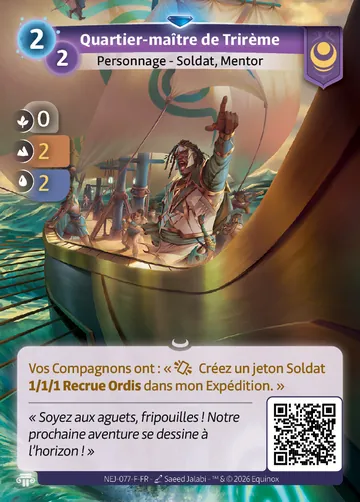 2
2
Quartier-maître de Trirème
Personnage - Soldat, Mentor
0
2
2
Vos Compagnons ont : « Créez un jeton Soldat
1/1/1 Recrue Ordis dans mon Expédition. »
« Soyez aux aguets, fripouilles ! Notre
prochaine aventure se dessine à
l'horizon ! »
NEJ-077-F-FR - Saeed Jalabi - ™ & © 2026 Equinox